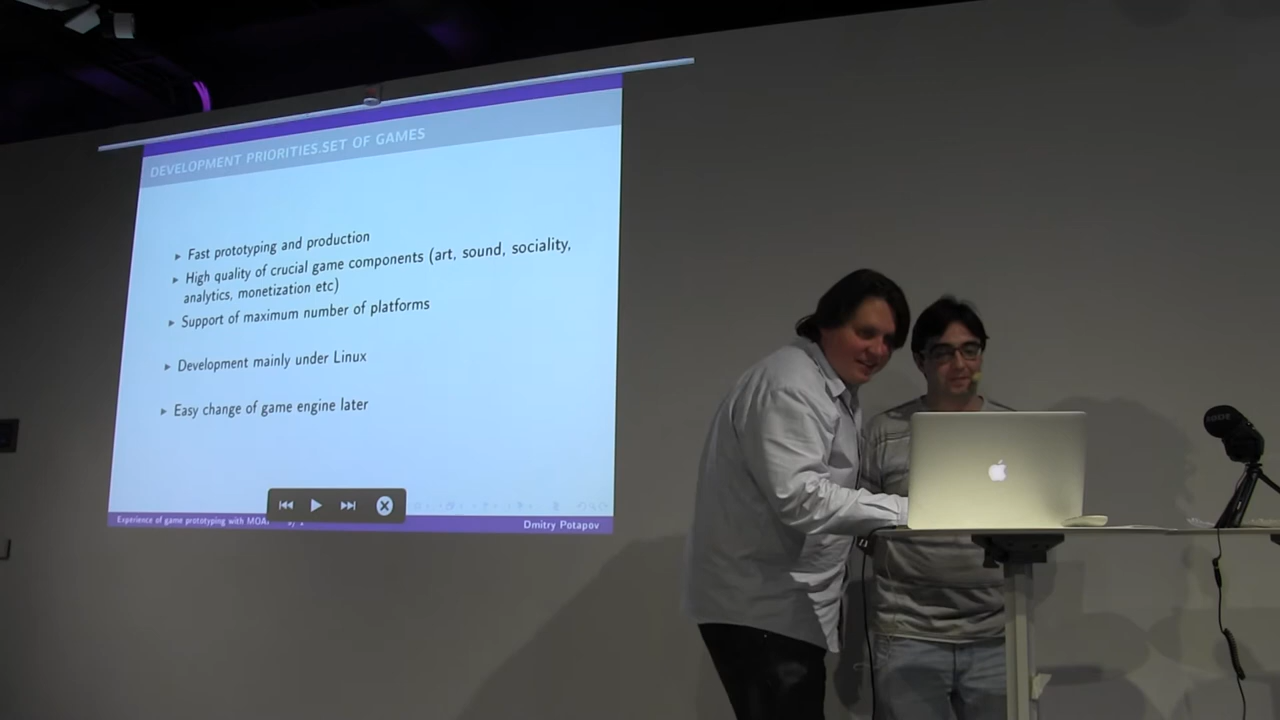 DEVELOPMENT PRIORITIES.SET OF GAMES
▸ Fast prototyping and production
▸ High quality of crucial game components (art, sound, sociality,
analytics, monetization etc)
▸ Support of maximum number of platforms
▸ Development mainly under Linux
▸ Easy change of game engine later
Experience of game prototyping with
Dmitry Potapov
RØDE